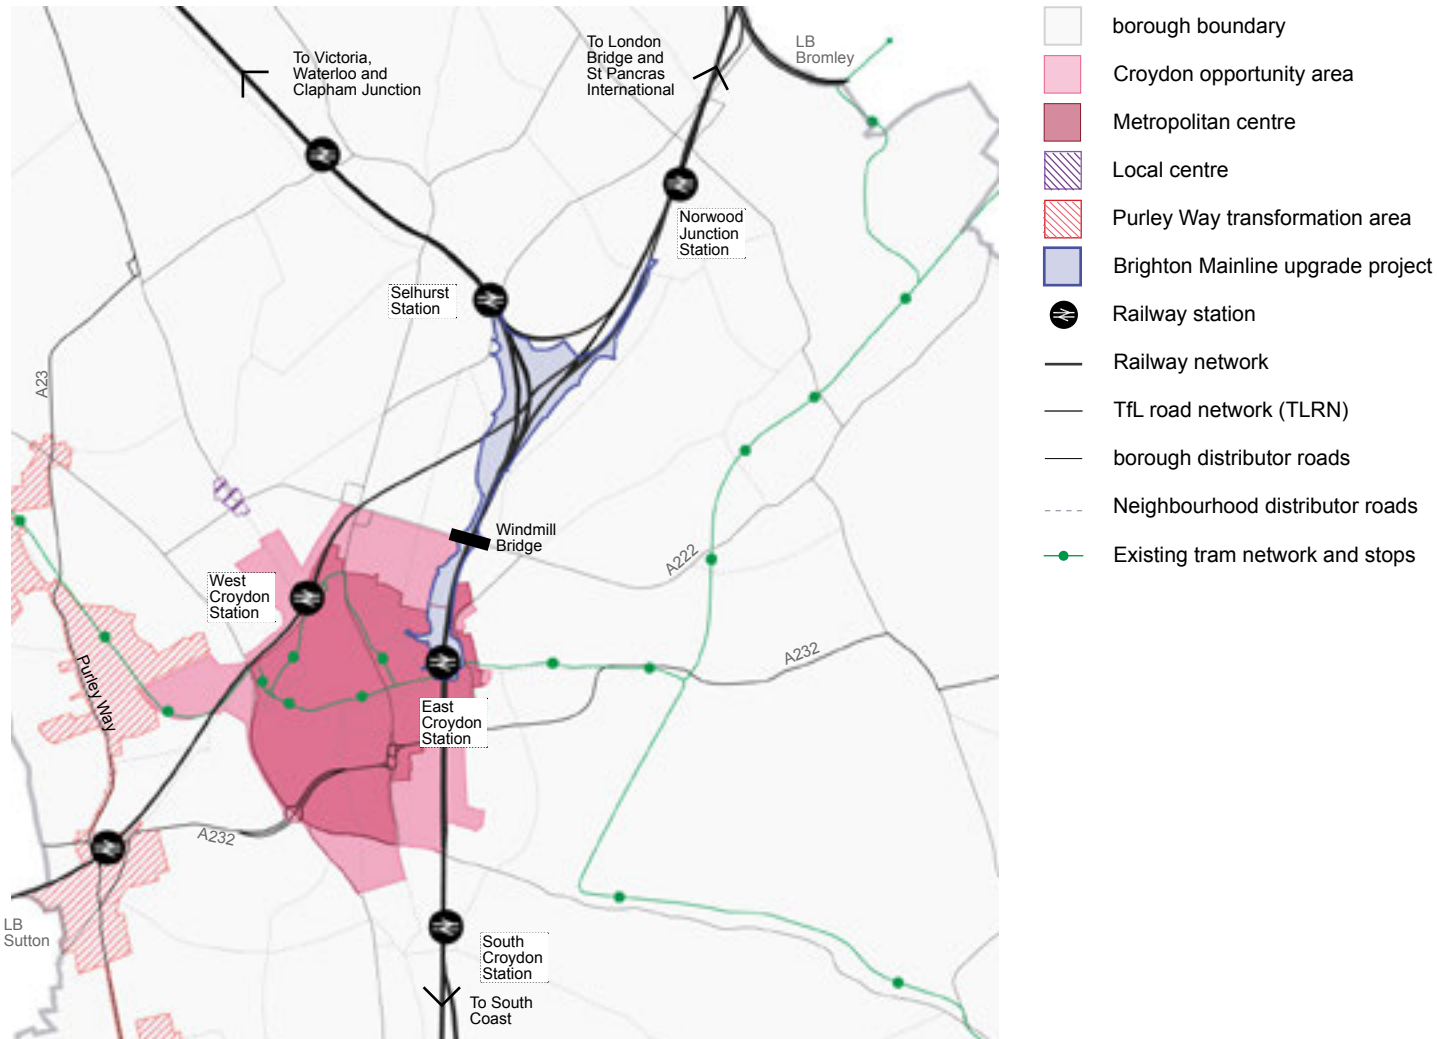 To Victoria,
Waterloo and
Clapham Junction
To London
Bridge and
St Pancras
International
LB
Bromley
Norwood
Junction
Station
Selhurst
Station
A23
Windmill
Bridge
A222
West
Croydon
Station
Purley Way
A232
East
Croydon
Station
A232
LB
Sutton
South
Croydon
Station
To South
Coast
borough boundary
Croydon opportunity area
Metropolitan centre
Local centre
Purley Way transformation area
Brighton Mainline upgrade project
Railway station
Railway network
TfL road network (TLRN)
borough distributor roads
Neighbourhood distributor roads
Existing tram network and stops